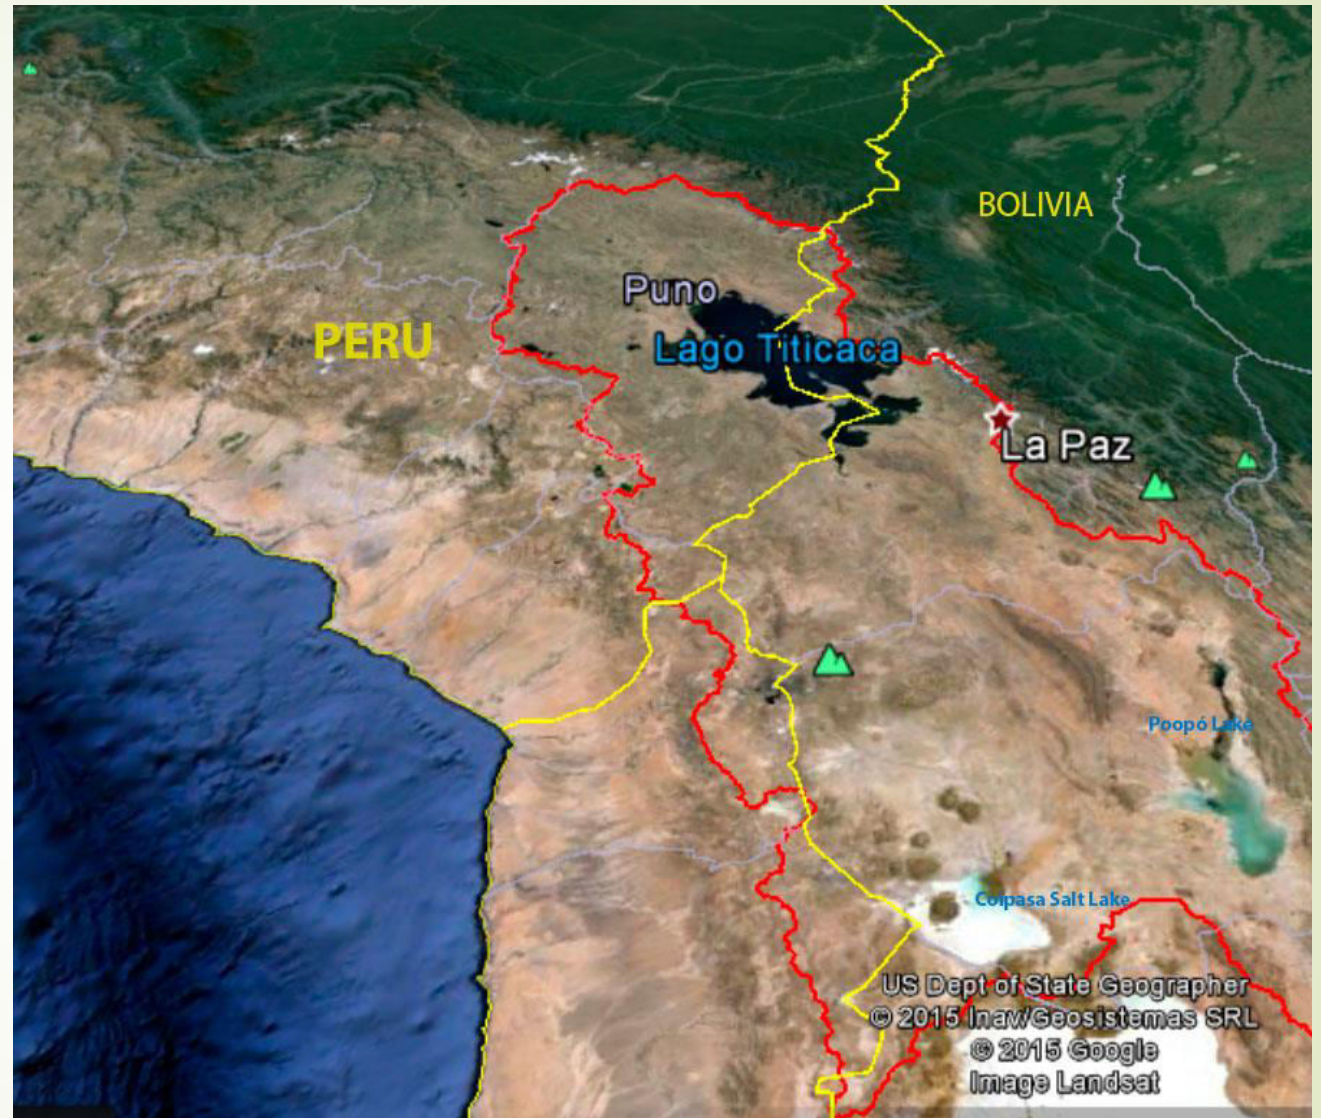 BOLIVIA
Puno
PERU
Lago Titicaca
La Paz
Poopó Lake
Coipasa Salt Lake
US Dept of State Geographer
© 2015 Inav/Geosistemas SRL
© 2015 Google
Image Landsat